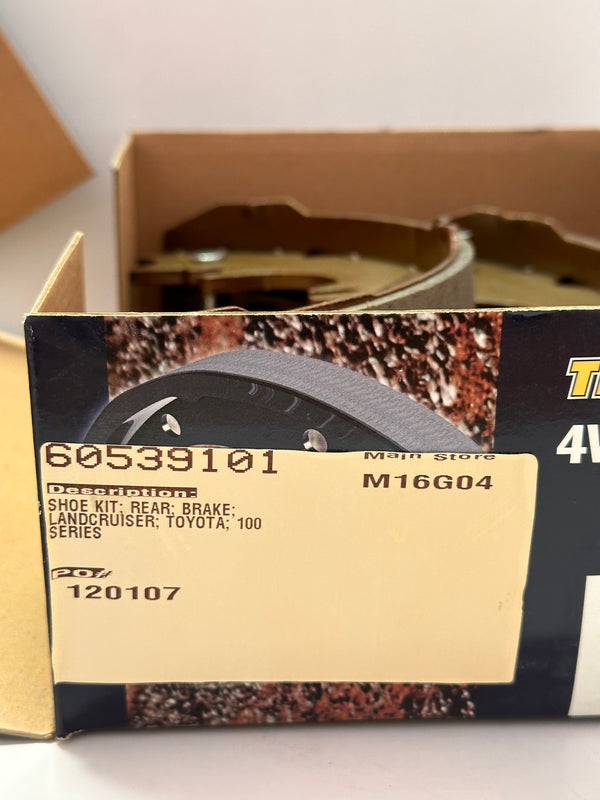 60539101
Main Store
M16G04
Description:
SHOE KIT; REAR; BRAKE;
LANDCRUISER; TOYOTA; 100
SERIES
PO#
120107